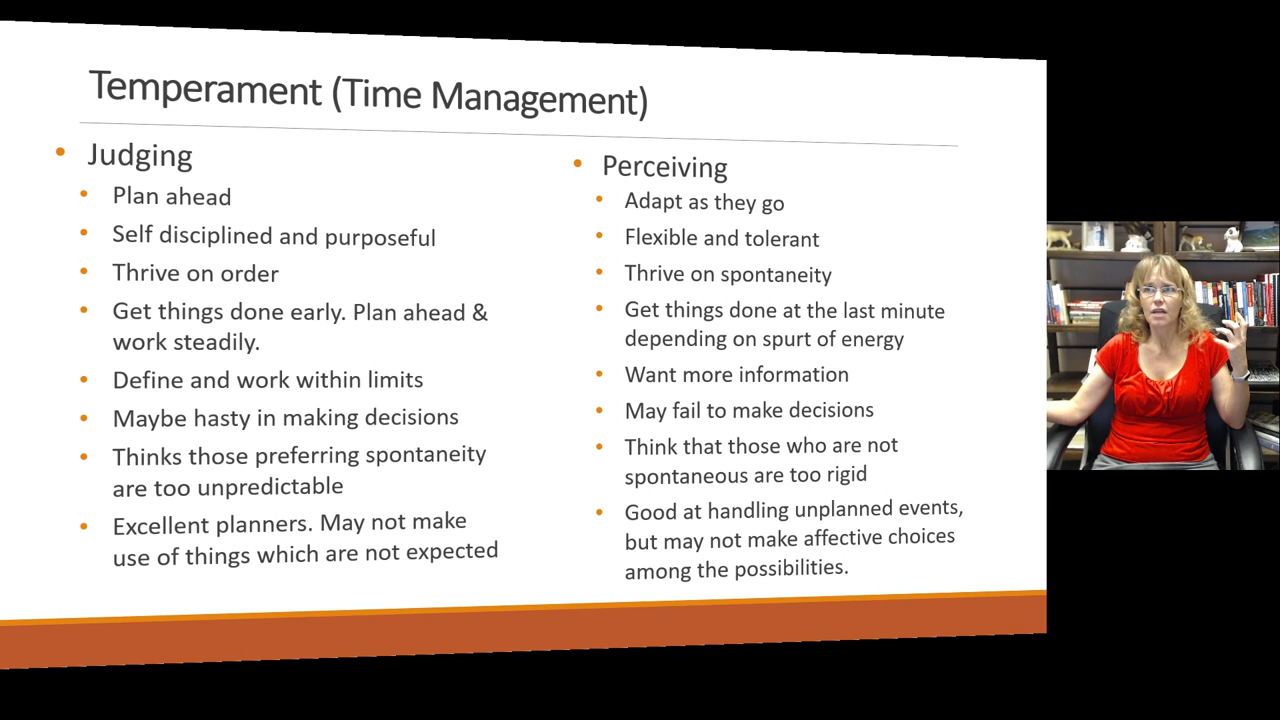 Temperament (Time Management)
Judging
Plan ahead
Self disciplined and purposeful
Thrive on order
Get things done early. Plan ahead &
work steadily.
Define and work within limits
Maybe hasty in making decisions
Thinks those preferring spontaneity
are too unpredictable
Excellent planners. May not make
use of things which are not expected
Perceiving
Adapt as they go
Flexible and tolerant
Thrive on spontaneity
Get things done at the last minute
depending on spurt of energy
Want more information
May fail to make decisions
Think that those who are not
spontaneous are too rigid
Good at handling unplanned events,
but may not make affective choices
among the possibilities.